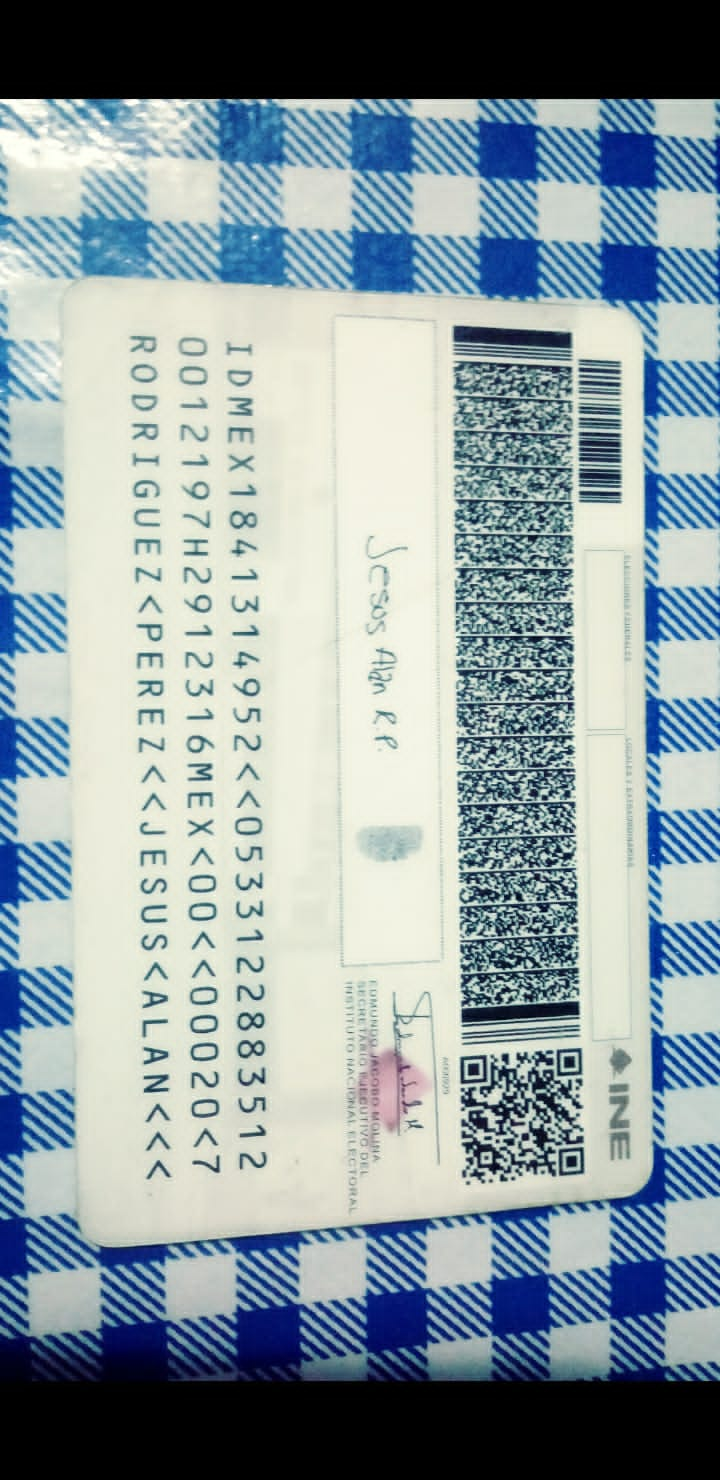 ELECCIONES FEDERALES
LOCALES Y EXTRAORDINARIAS
INE
Jesus Alan R.P.
EDMUNDO JACOBO MOLINA
SECRETARIO EJECUTIVO DEL
INSTITUTO NACIONAL ELECTORAL
IDMEX1841314952<<0533122883512
0012197H2912316MEX<00<<00020<7
RODRIGUEZ<PEREZ<<JESUS<ALAN<<<